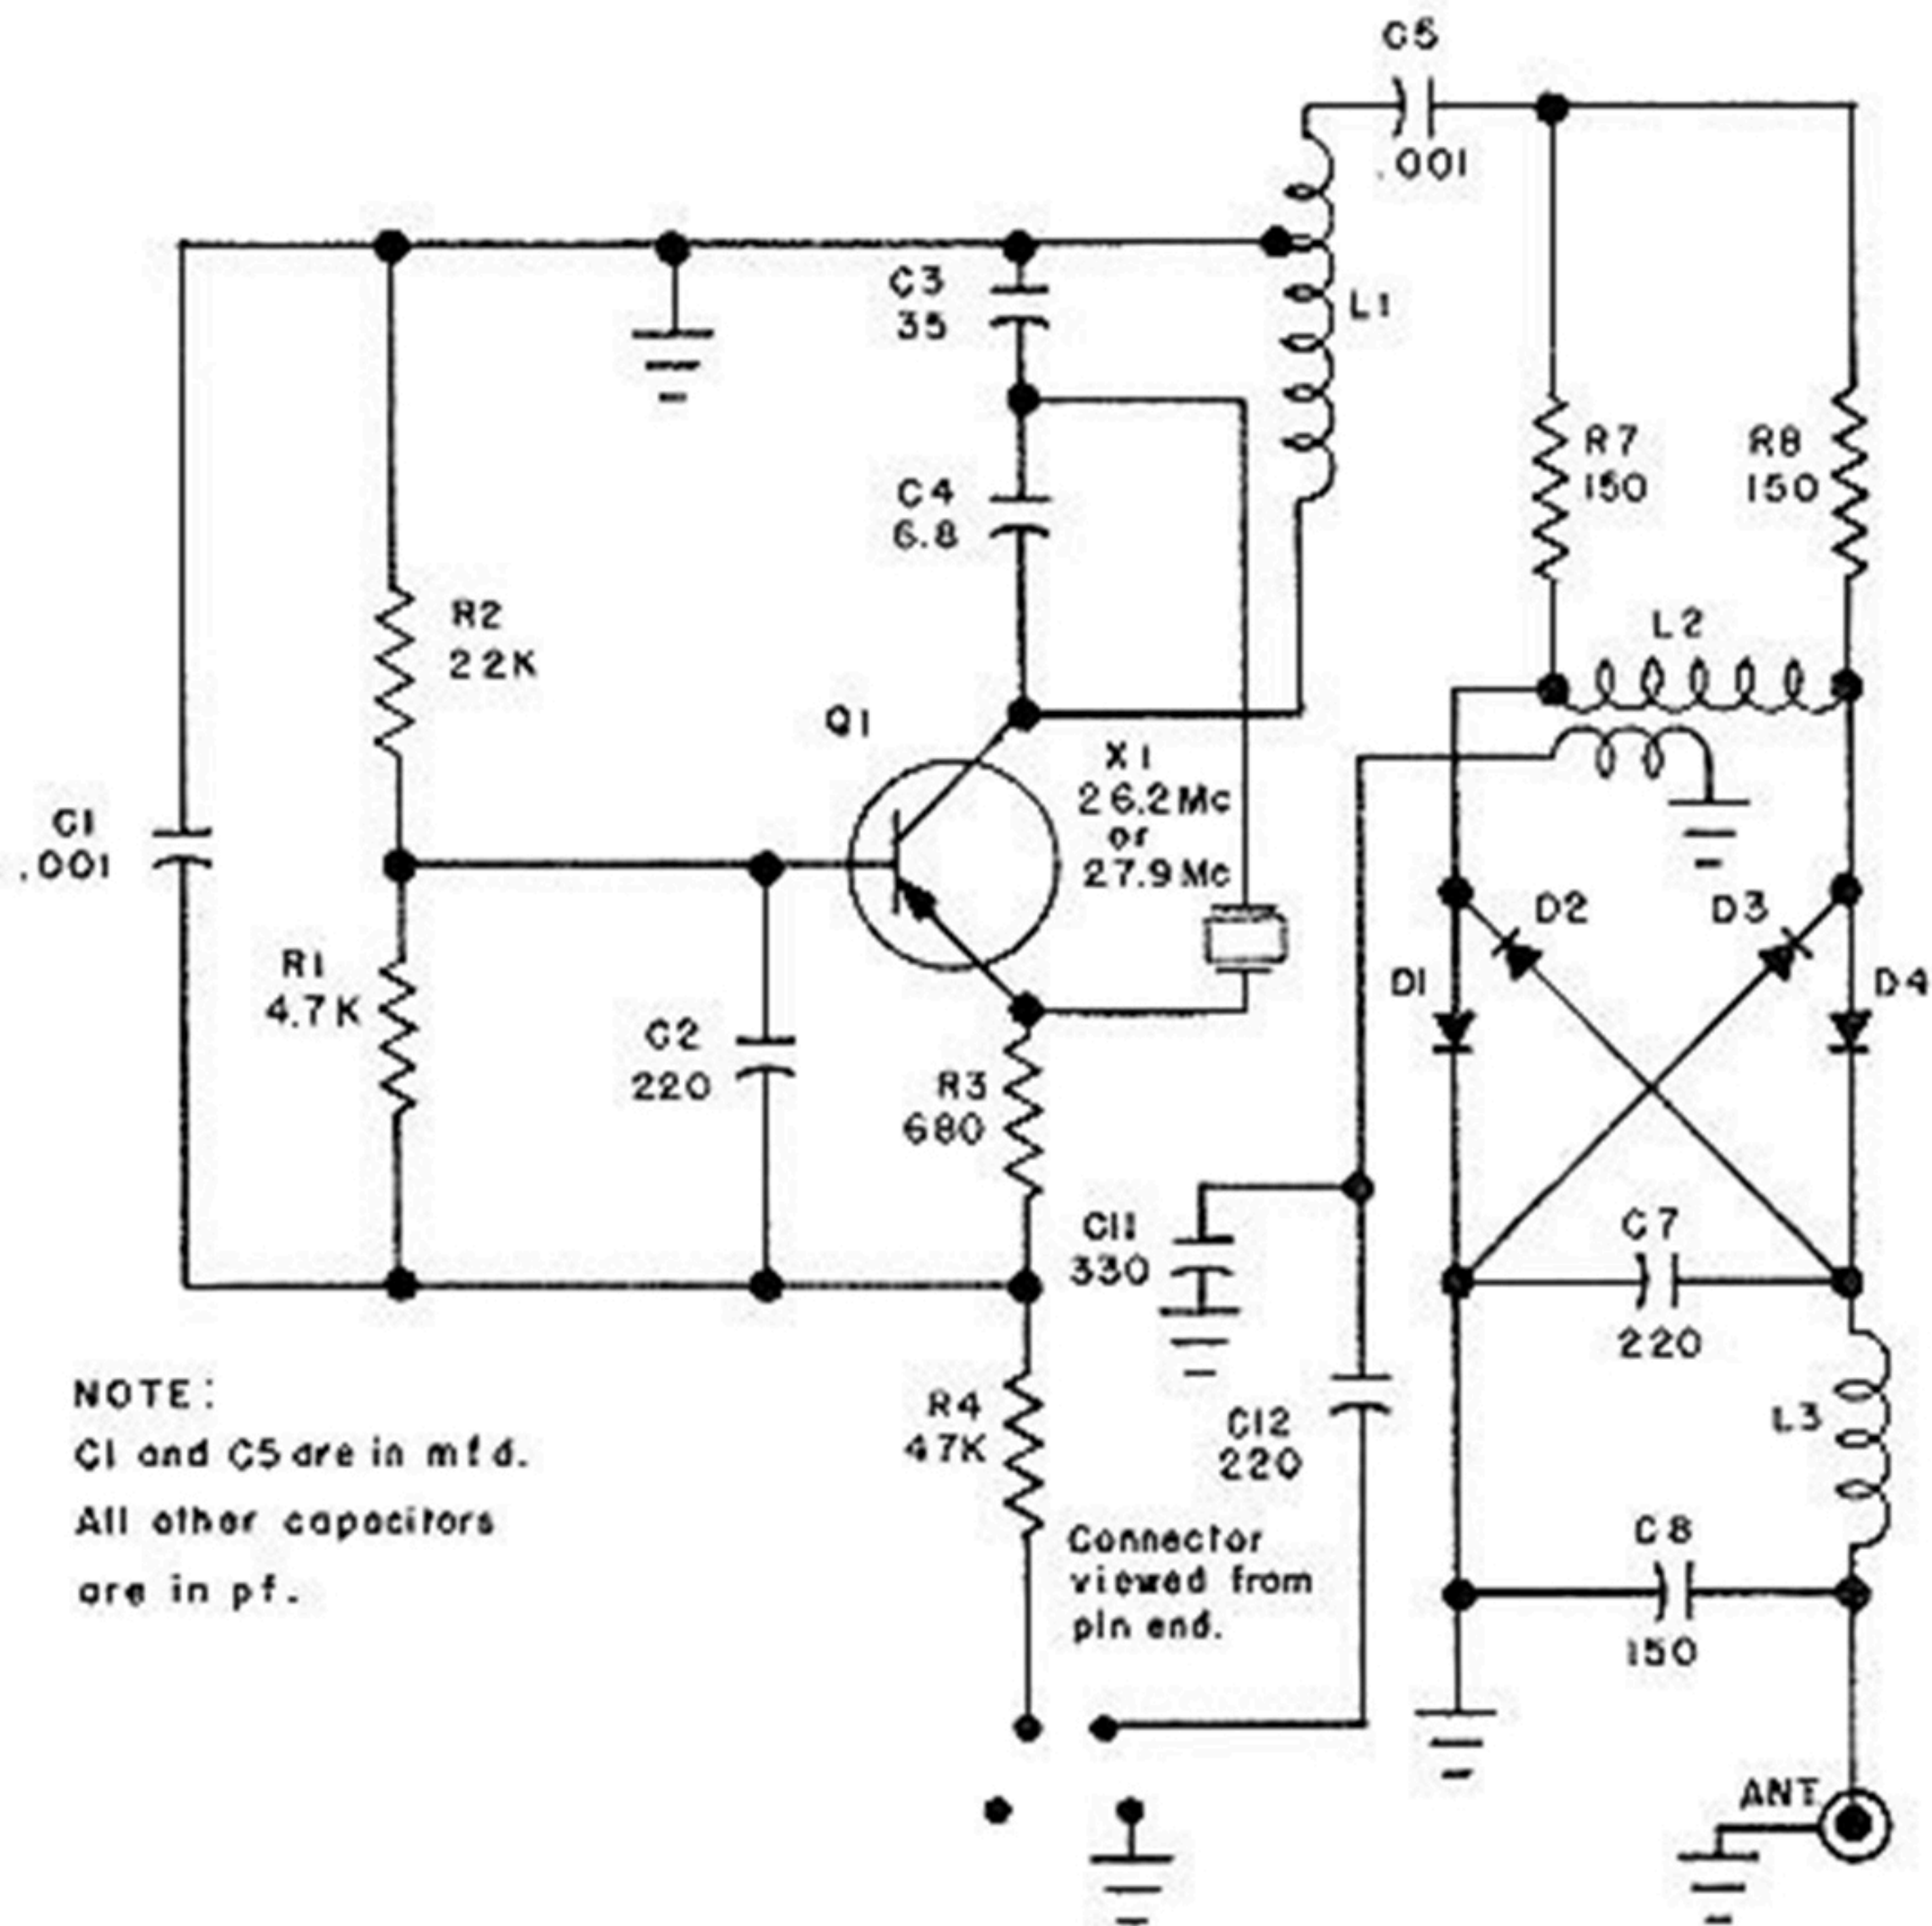 C5
.001
C3
35
L1
R7
150
R8
150
C4
6.8
R2
22K
L2
Q1
X1
26.2Mc
or
27.9Mc
C1
.001
D2
D3
R1
4.7K
D1
D4
C2
220
R3
680
C11
330
C7
220
NOTE:
C1 and C5 are in mfd.
All other capacitors
are in pf.
R4
47K
C12
220
L3
Connector
viewed from
pin end.
C8
150
ANT